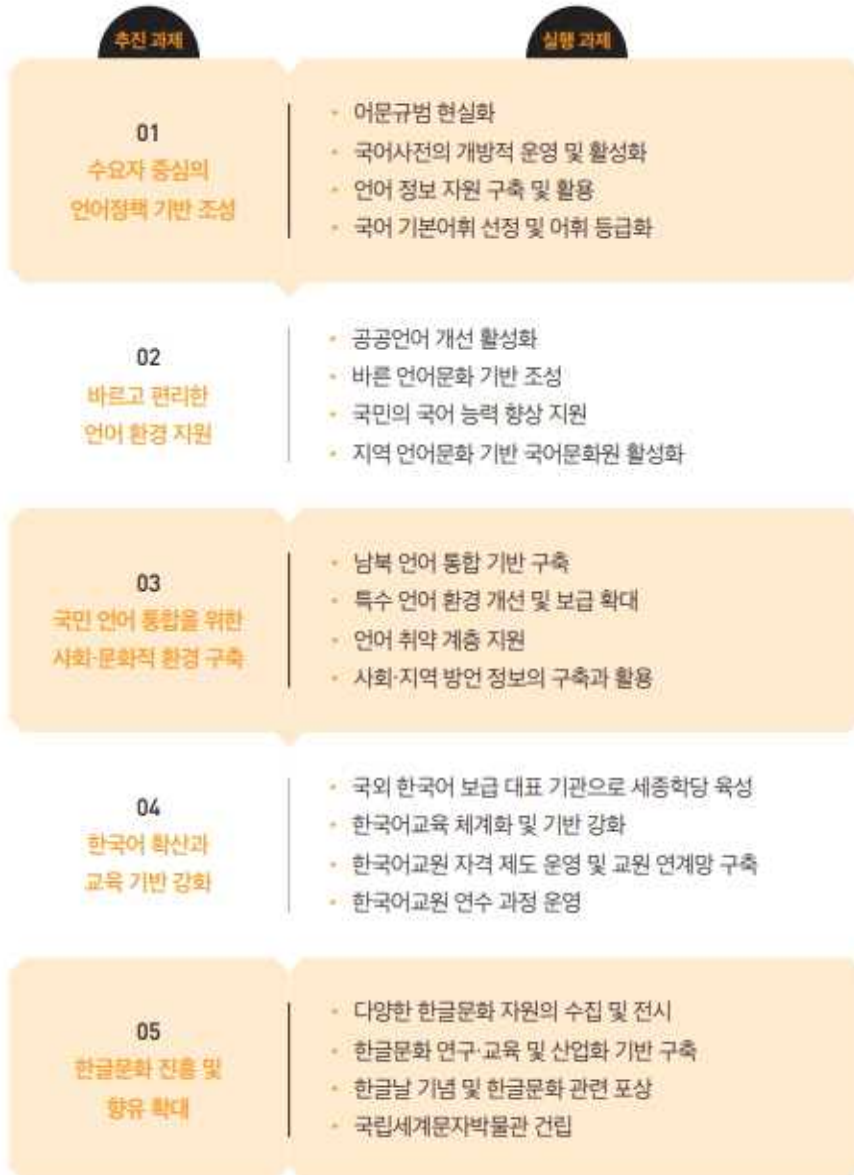 추진 과제
실행 과제
01
수요자 중심의
언어정책 기반 조성
• 어문규범 현실화
• 국어사전의 개방적 운영 및 활성화
• 언어 정보 자원 구축 및 활용
• 국어 기본어휘 선정 및 어휘 등급화
02
바르고 편리한
언어 환경 지원
• 공공언어 개선 활성화
• 바른 언어문화 기반 조성
• 국민의 국어 능력 향상 지원
• 지역 언어문화 기반 국어문화원 활성화
03
국민 언어 통합을 위한
사회·문화적 환경 구축
• 남북 언어 통합 기반 구축
• 특수 언어 환경 개선 및 보급 확대
• 언어 취약 계층 지원
• 사회·지역 방언 정보의 구축과 활용
04
한국어 확산과
교육 기반 강화
• 국외 한국어 보급 대표 기관으로 세종학당 육성
• 한국어교육 체계화 및 기반 강화
• 한국어교원 자격 제도 운영 및 교원 연계망 구축
• 한국어교원 연수 과정 운영
05
한글문화 진흥 및
향유 확대
• 다양한 한글문화 자원의 수집 및 전시
• 한글문화 연구·교육 및 산업화 기반 구축
• 한글날 기념 및 한글문화 관련 포상
• 국립세계문자박물관 건립